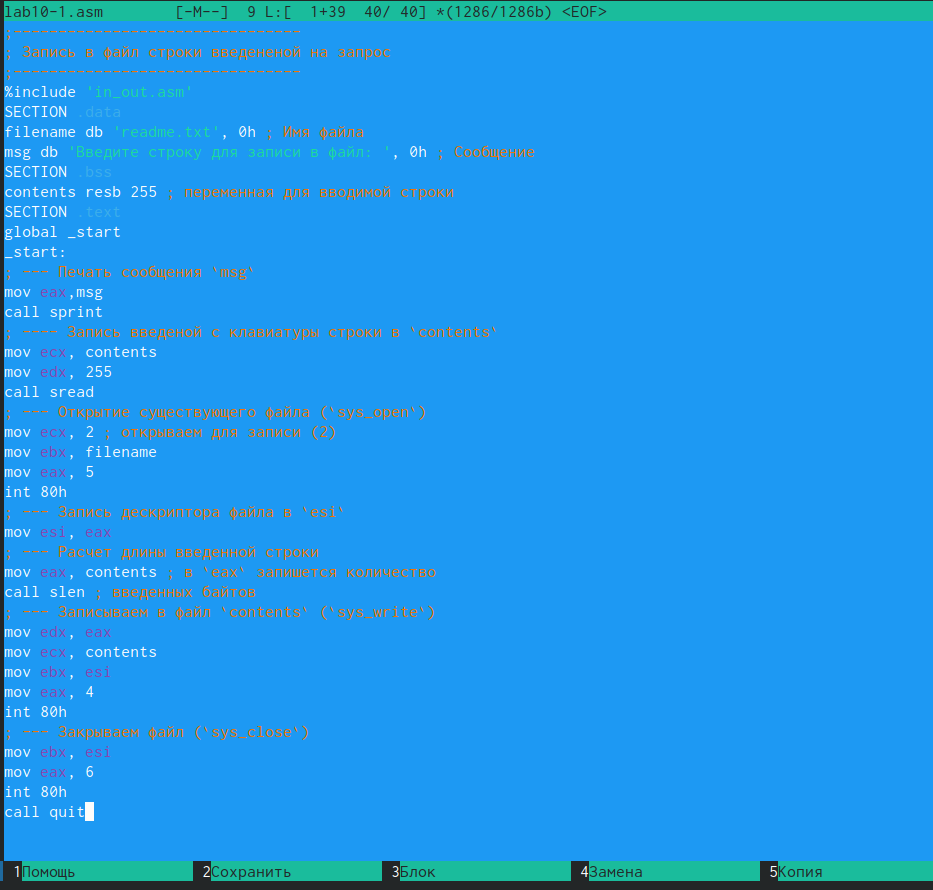 lab10-1.asm [-M--] 9 L:[ 1+39 40/ 40] *(1286/1286b) <EOF>
;--------------------------------
; Запись в файл строки введененой на запрос
;--------------------------------
%include 'in_out.asm'
SECTION .data
filename db 'readme.txt', 0h ; Имя файла
msg db 'Введите строку для записи в файл: ', 0h ; Сообщение
SECTION .bss
contents resb 255 ; переменная для вводимой строки
SECTION .text
global _start
_start:
; --- Печать сообщения `msg`
mov eax,msg
call sprint
; ---- Запись введеной с клавиатуры строки в `contents`
mov ecx, contents
mov edx, 255
call sread
; --- Открытие существующего файла (`sys_open`)
mov ecx, 2 ; открываем для записи (2)
mov ebx, filename
mov eax, 5
int 80h
; --- Запись дескриптора файла в `esi`
mov esi, eax
; --- Расчет длины введенной строки
mov eax, contents ; в `eax` запишется количество
call slen ; введенных байтов
; --- Записываем в файл `contents` (`sys_write`)
mov edx, eax
mov ecx, contents
mov ebx, esi
mov eax, 4
int 80h
; --- Закрываем файл (`sys_close`)
mov ebx, esi
mov eax, 6
int 80h
call quit
1Помощь 2Сохранить 3Блок 4Замена 5Копия